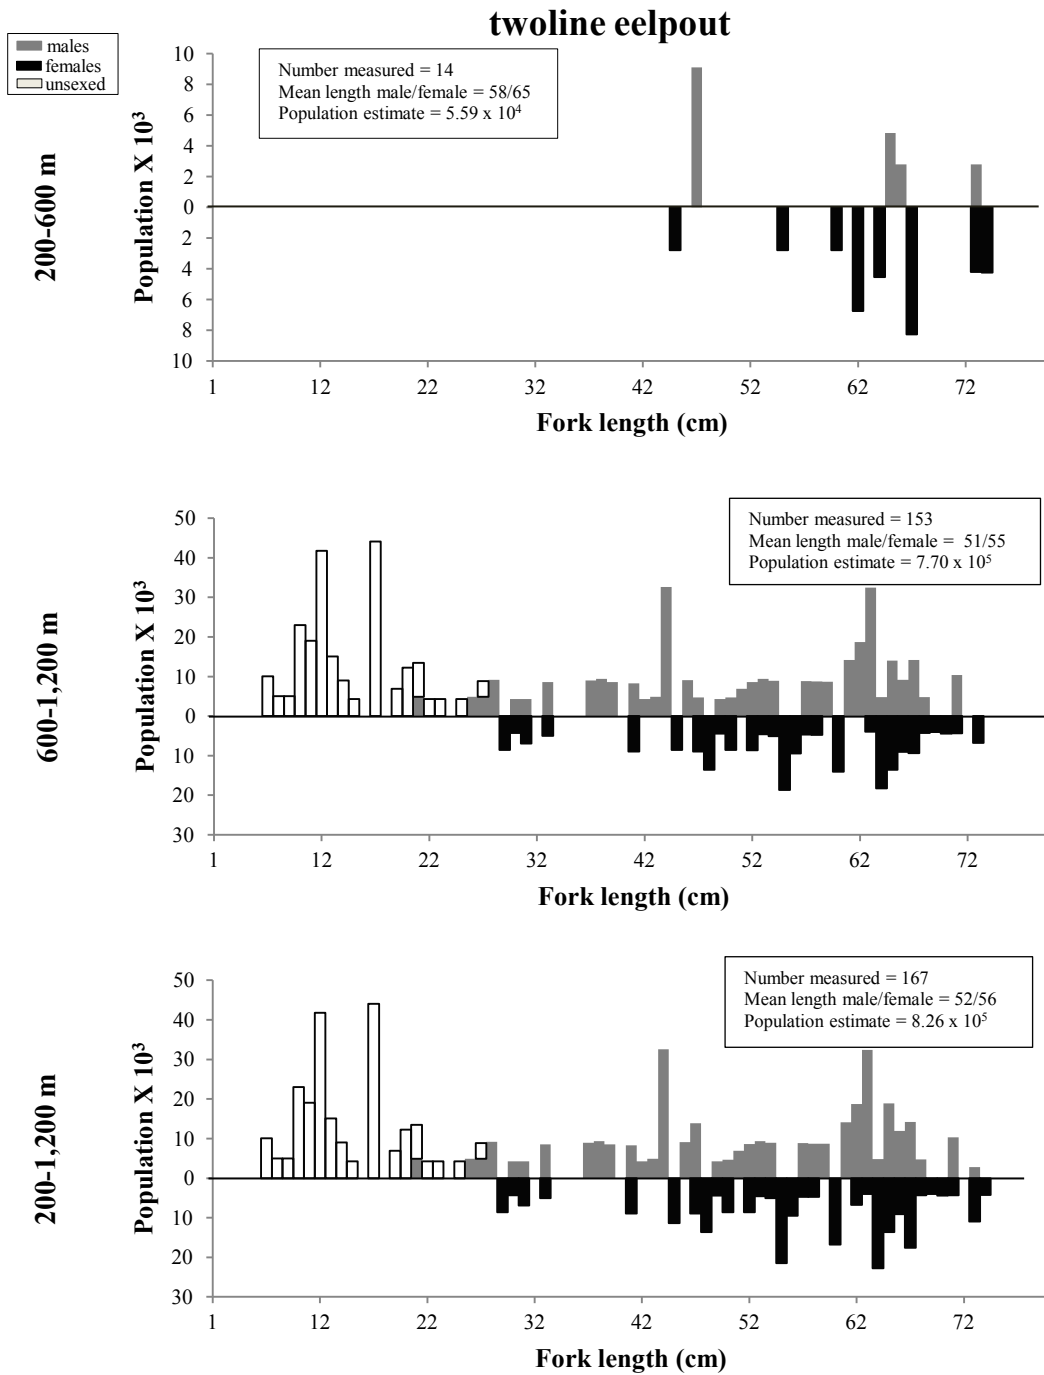 twoline eelpout
males
females
unsexed
200-600 m
Population X 10³
10
8
6
4
2
0
2
4
6
8
10
Number measured = 14
Mean length male/female = 58/65
Population estimate = 5.59 x 10⁴
1 12 22 32 42 52 62 72
Fork length (cm)
600-1,200 m
Population X 10³
50
40
30
20
10
0
10
20
30
Number measured = 153
Mean length male/female = 51/55
Population estimate = 7.70 x 10⁵
1 12 22 32 42 52 62 72
Fork length (cm)
200-1,200 m
Population X 10³
50
40
30
20
10
0
10
20
30
Number measured = 167
Mean length male/female = 52/56
Population estimate = 8.26 x 10⁵
1 12 22 32 42 52 62 72
Fork length (cm)